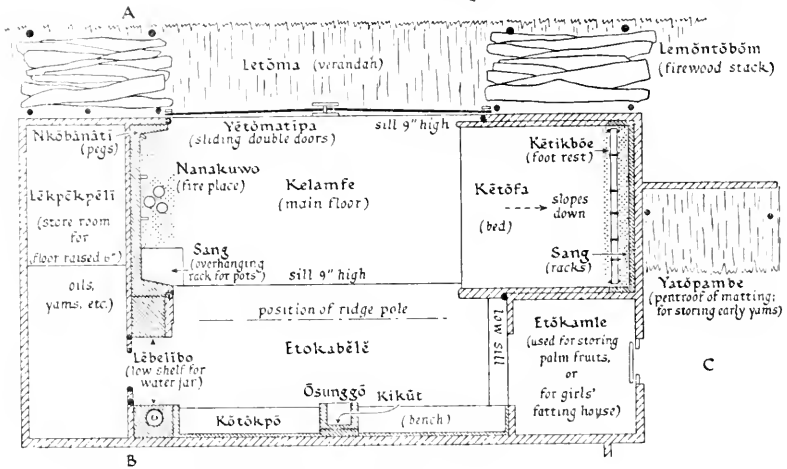 A
Letōma (verandah)
Lemōntōbōm
(firewood stack)
Nkōbānātī
(pegs)
Yētōmatipa
(sliding double doors)
sill 9" high
Kētikbōe
(foot rest)
Nanakuwo
(fire place)
Kelamfe
(main floor)
Lēkpēkpēlī
(store room
for
floor raised 6")
oils,
yams, etc.)
Kētōfa
(bed)
slopes
down
Sang
(overhanging
rack for pots)
sill 9" high
Sang
(racks)
Yatōpambe
(pentroof of matting;
for storing early yams)
position of ridge pole
low sill
Etōkamle
(used for storing
palm fruits,
or
for girls'
fatting house)
C
Etokabēlē
Lēbelībo
(low shelf for
water jar)
Ōsunggō
Kikūt
Kōtōkpō
(bench)
B